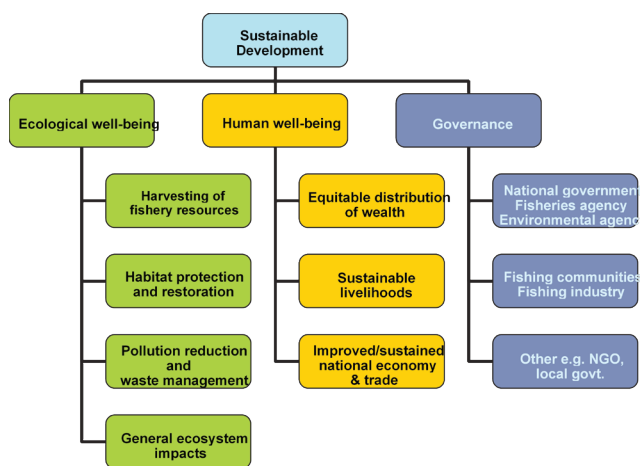 Sustainable
Development
Ecological well-being
Human well-being
Governance
Harvesting of
fishery resources
Equitable distribution
of wealth
National government
Fisheries agency
Environmental agenc
Habitat protection
and restoration
Sustainable
livelihoods
Fishing communities
Fishing industry
Pollution reduction
and
waste management
Improved/sustained
national economy
& trade
Other e.g. NGO,
local govt.
General ecosystem
impacts